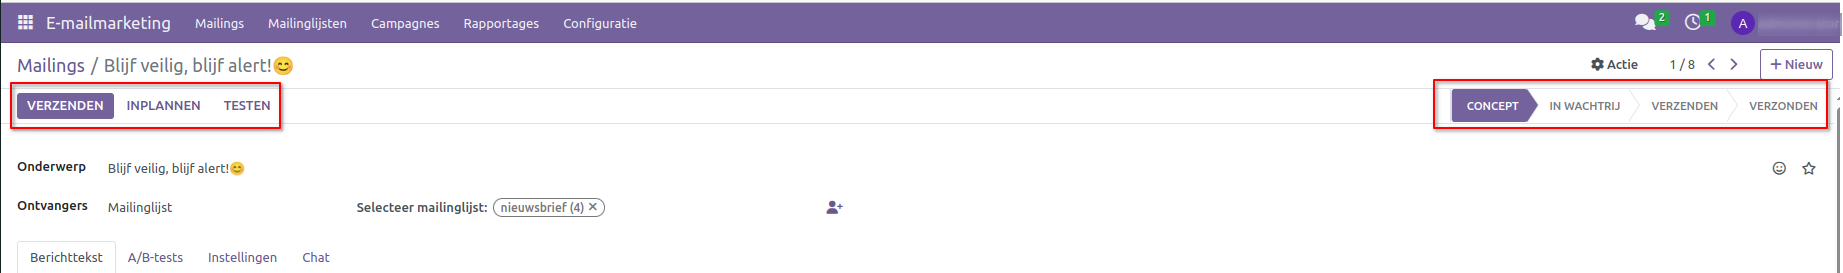 E-mailmarketing Mailings Mailinglijsten Campagnes Rapportages Configuratie 2 1 A
Mailings / Blijf veilig, blijf alert!😊 Actie 1 / 8 + Nieuw
VERZENDEN INPLANNEN TESTEN CONCEPT IN WACHTRIJ VERZENDEN VERZONDEN
Onderwerp Blijf veilig, blijf alert!😊
Ontvangers Mailinglijst Selecteer mailinglijst: nieuwsbrief (4) ✕
Berichttekst A/B-tests Instellingen Chat